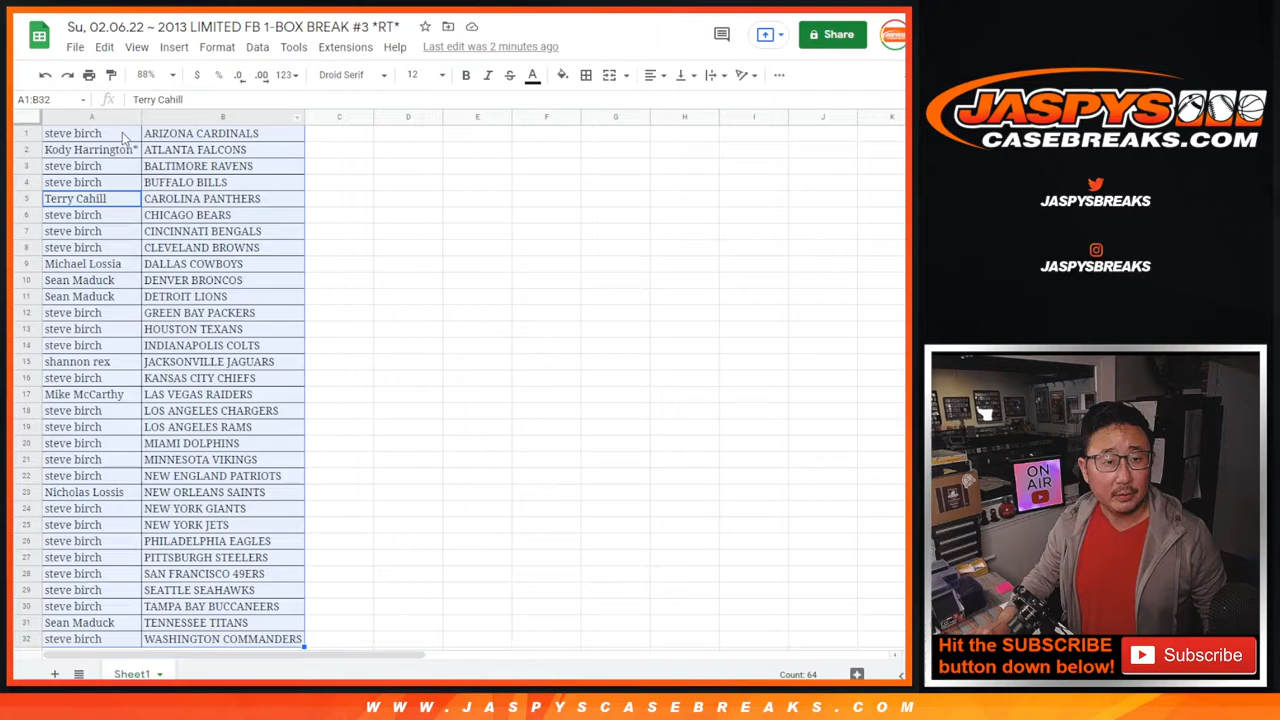 Su, 02.06.22 ~ 2013 LIMITED FB 1-BOX BREAK #3 *RT*
File Edit View Insert Format Data Tools Extensions Help Last edit was 2 minutes ago
Share
88% $ % .0 .00 123 Droid Serif 12 B I S A
A1:B32 fx Terry Cahill
A B C D E F G H I J K
1 steve birch ARIZONA CARDINALS
2 Kody Harrington* ATLANTA FALCONS
3 steve birch BALTIMORE RAVENS
4 steve birch BUFFALO BILLS
5 Terry Cahill CAROLINA PANTHERS
6 steve birch CHICAGO BEARS
7 steve birch CINCINNATI BENGALS
8 steve birch CLEVELAND BROWNS
9 Michael Lossia DALLAS COWBOYS
10 Sean Maduck DENVER BRONCOS
11 Sean Maduck DETROIT LIONS
12 steve birch GREEN BAY PACKERS
13 steve birch HOUSTON TEXANS
14 steve birch INDIANAPOLIS COLTS
15 shannon rex JACKSONVILLE JAGUARS
16 steve birch KANSAS CITY CHIEFS
17 Mike McCarthy LAS VEGAS RAIDERS
18 steve birch LOS ANGELES CHARGERS
19 steve birch LOS ANGELES RAMS
20 steve birch MIAMI DOLPHINS
21 steve birch MINNESOTA VIKINGS
22 steve birch NEW ENGLAND PATRIOTS
23 Nicholas Lossis NEW ORLEANS SAINTS
24 steve birch NEW YORK GIANTS
25 steve birch NEW YORK JETS
26 steve birch PHILADELPHIA EAGLES
27 steve birch PITTSBURGH STEELERS
28 steve birch SAN FRANCISCO 49ERS
29 steve birch SEATTLE SEAHAWKS
30 steve birch TAMPA BAY BUCCANEERS
31 Sean Maduck TENNESSEE TITANS
32 steve birch WASHINGTON COMMANDERS
Sheet1
Count: 64
JASPYS
CASEBREAKS.COM
JASPYSBREAKS
JASPYSBREAKS
ON
AIR
Hit the SUBSCRIBE
button down below!
Subscribe
WWW.JASPYSCASEBREAKS.COM